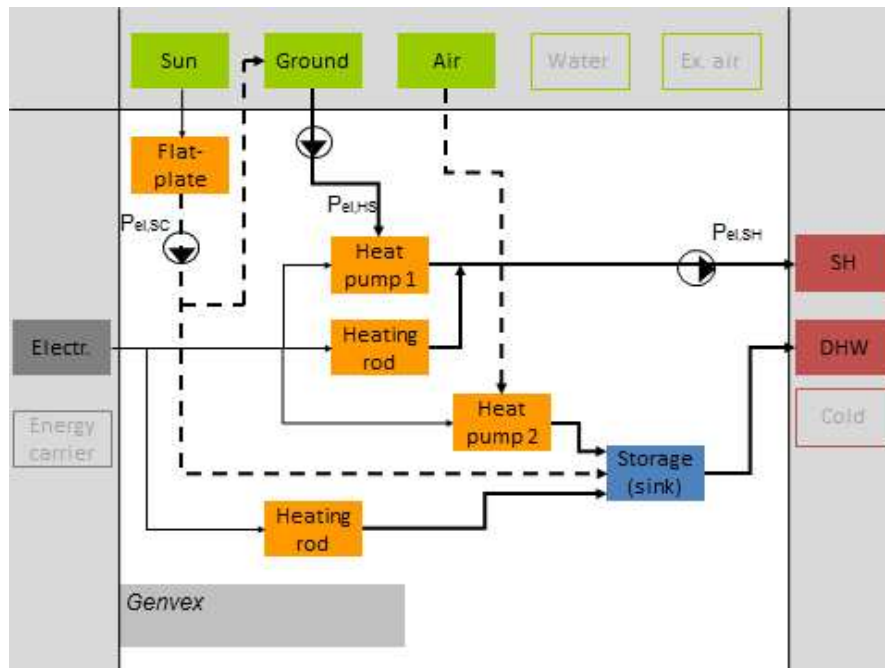 Sun
Ground
Air
Water
Ex. air
Flat-
plate
Pel,SC
Pel,HS
Pel,SH
Heat
pump 1
SH
Electr.
Heating
rod
DHW
Energy
carrier
Heat
pump 2
Cold
Storage
(sink)
Heating
rod
Genvex